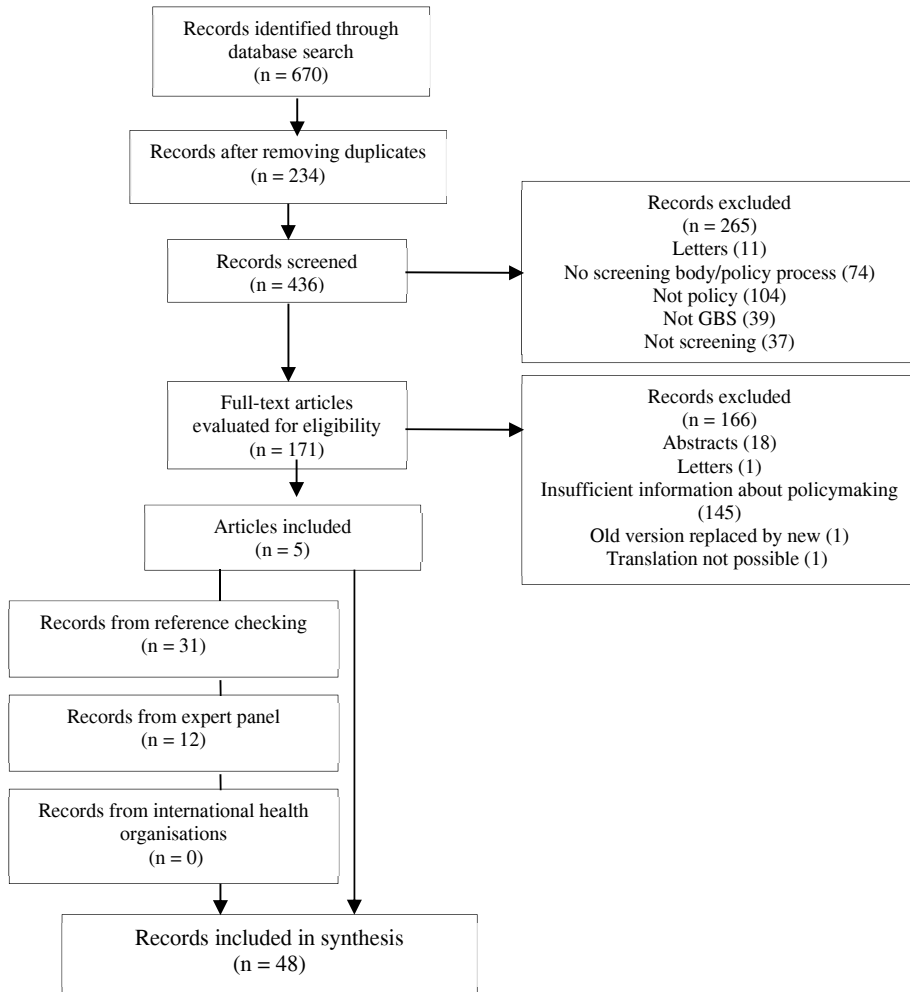 Records identified through
database search
(n = 670)
Records after removing duplicates
(n = 234)
Records screened
(n = 436)
Records excluded
(n = 265)
Letters (11)
No screening body/policy process (74)
Not policy (104)
Not GBS (39)
Not screening (37)
Full-text articles
evaluated for eligibility
(n = 171)
Records excluded
(n = 166)
Abstracts (18)
Letters (1)
Insufficient information about policymaking
(145)
Old version replaced by new (1)
Translation not possible (1)
Articles included
(n = 5)
Records from reference checking
(n = 31)
Records from expert panel
(n = 12)
Records from international health
organisations
(n = 0)
Records included in synthesis
(n = 48)